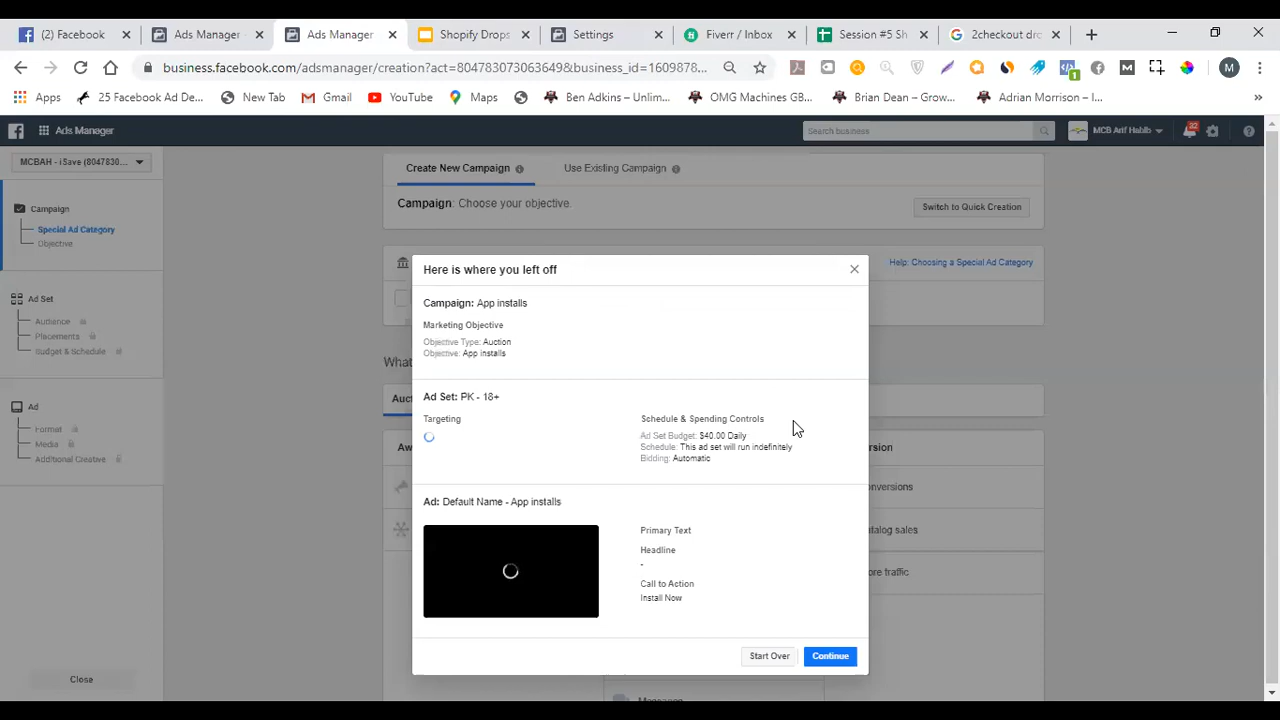 (2) Facebook
Ads Manager
Ads Manager
Shopify Drops
Settings
Fiverr / Inbox
Session #5 Sh
2checkout dro
business.facebook.com/adsmanager/creation?act=804783073063649&business_id=1609878...
M
1
M
Apps
25 Facebook Ad De...
New Tab
Gmail
YouTube
Maps
Ben Adkins – Unlim...
OMG Machines GB...
Brian Dean – Grow...
Adrian Morrison – I...
»
Ads Manager
Search business
MCB Arif Habib
32
MCBAH - iSave (8047830...
Campaign
Special Ad Category
Objective
Ad Set
Audience
Placements
Budget & Schedule
Ad
Format
Media
Additional Creative
Close
Create New Campaign
Use Existing Campaign
Campaign: Choose your objective.
Switch to Quick Creation
Help: Choosing a Special Ad Category
What
Auct
Aw
version
onversions
talog sales
ore traffic
Here is where you left off
Campaign: App installs
Marketing Objective
Objective Type: Auction
Objective: App installs
Ad Set: PK - 18+
Targeting
Schedule & Spending Controls
Ad Set Budget: $40.00 Daily
Schedule: This ad set will run indefinitely
Bidding: Automatic
Ad: Default Name - App installs
Primary Text
Headline
-
Call to Action
Install Now
Start Over
Continue